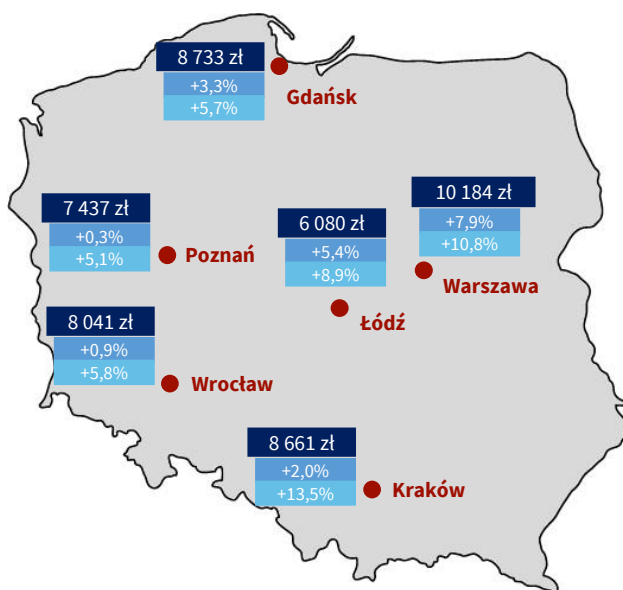 8 733 zł
+3,3%
+5,7%
Gdańsk
7 437 zł
+0,3%
+5,1%
Poznań
6 080 zł
+5,4%
+8,9%
Łódź
10 184 zł
+7,9%
+10,8%
Warszawa
8 041 zł
+0,9%
+5,8%
Wrocław
8 661 zł
+2,0%
+13,5%
Kraków